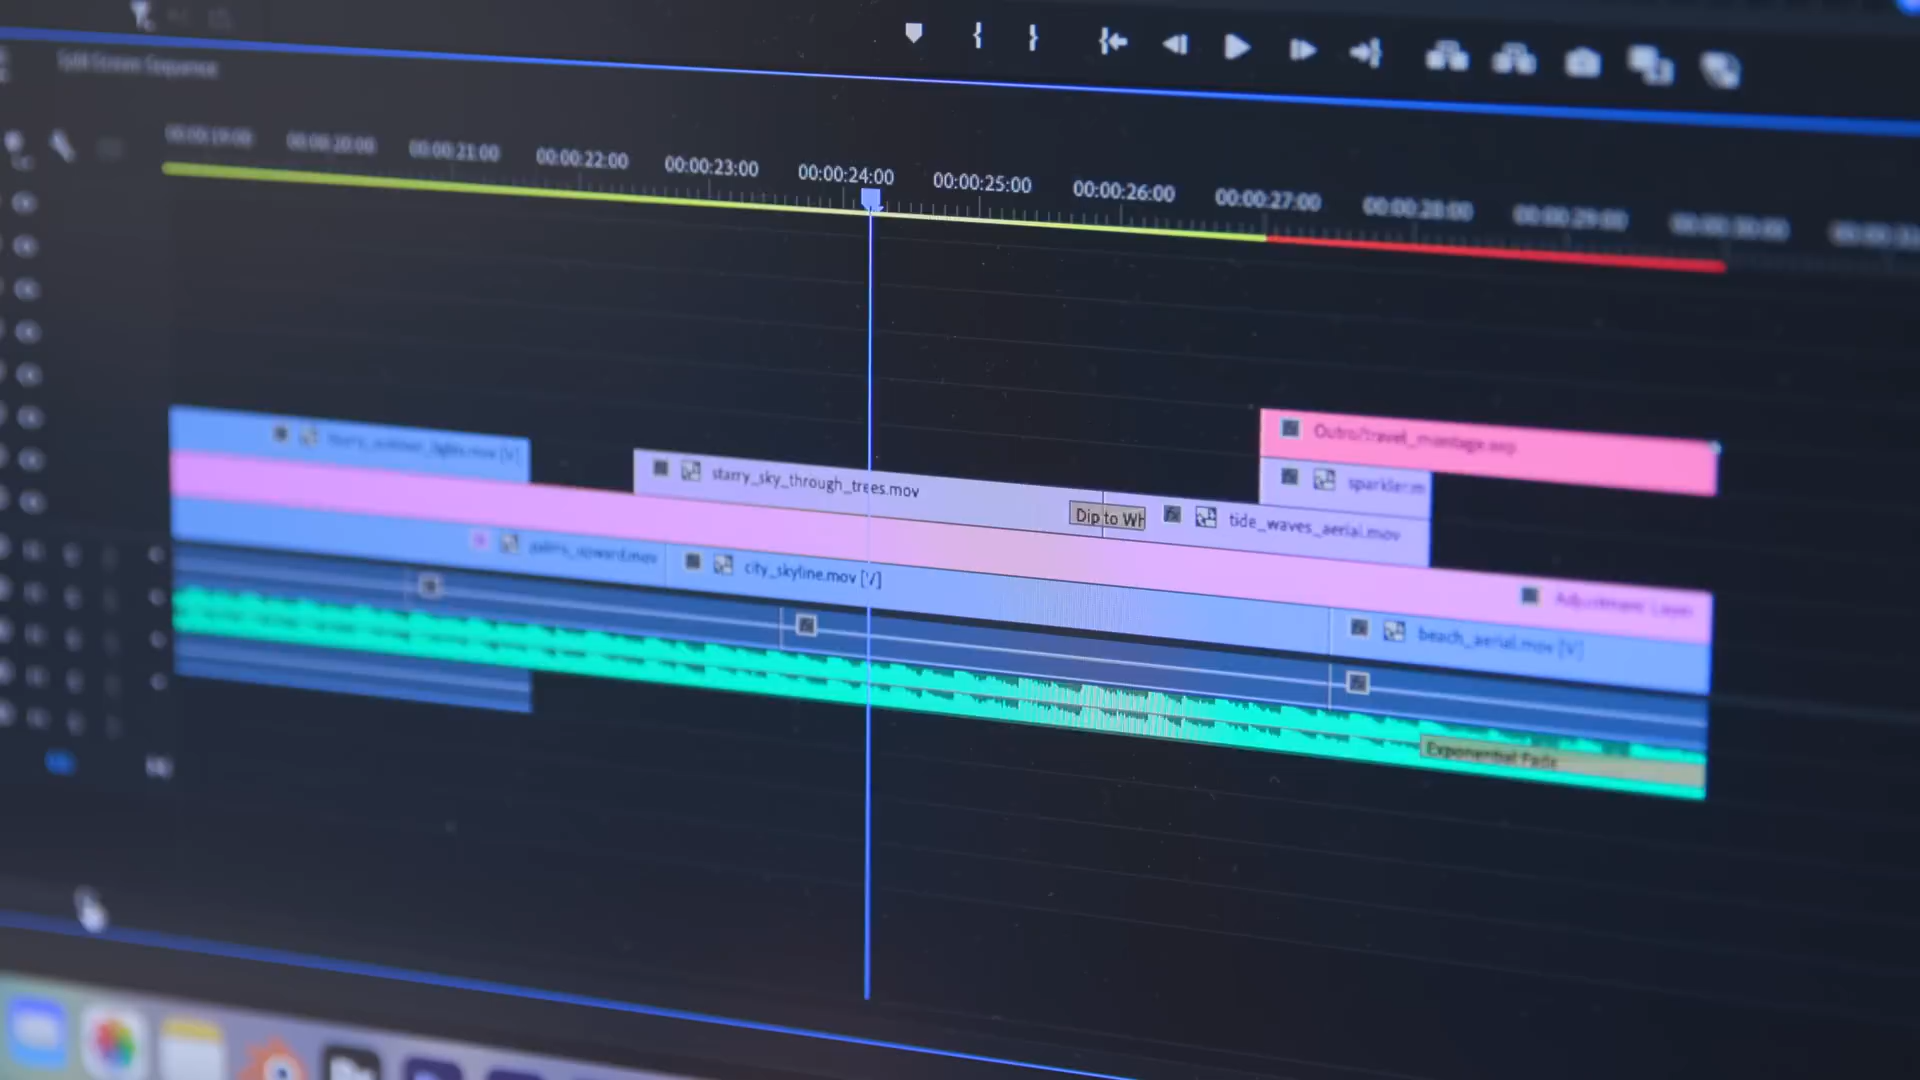 Split Screen Sequence
00:00:19:00 00:00:20:00 00:00:21:00 00:00:22:00 00:00:23:00 00:00:24:00 00:00:25:00 00:00:26:00 00:00:27:00 00:00:28:00 00:00:29:00 00:00:30:00
Outro/travel_montage.aep
starry_sky_through_trees.mov
sparkler.m
Dip to Wh
tide_waves_aerial.mov
palms_upward.mov
city_skyline.mov [V]
Adjustment Layer
beach_aerial.mov [V]
Exponential Fade